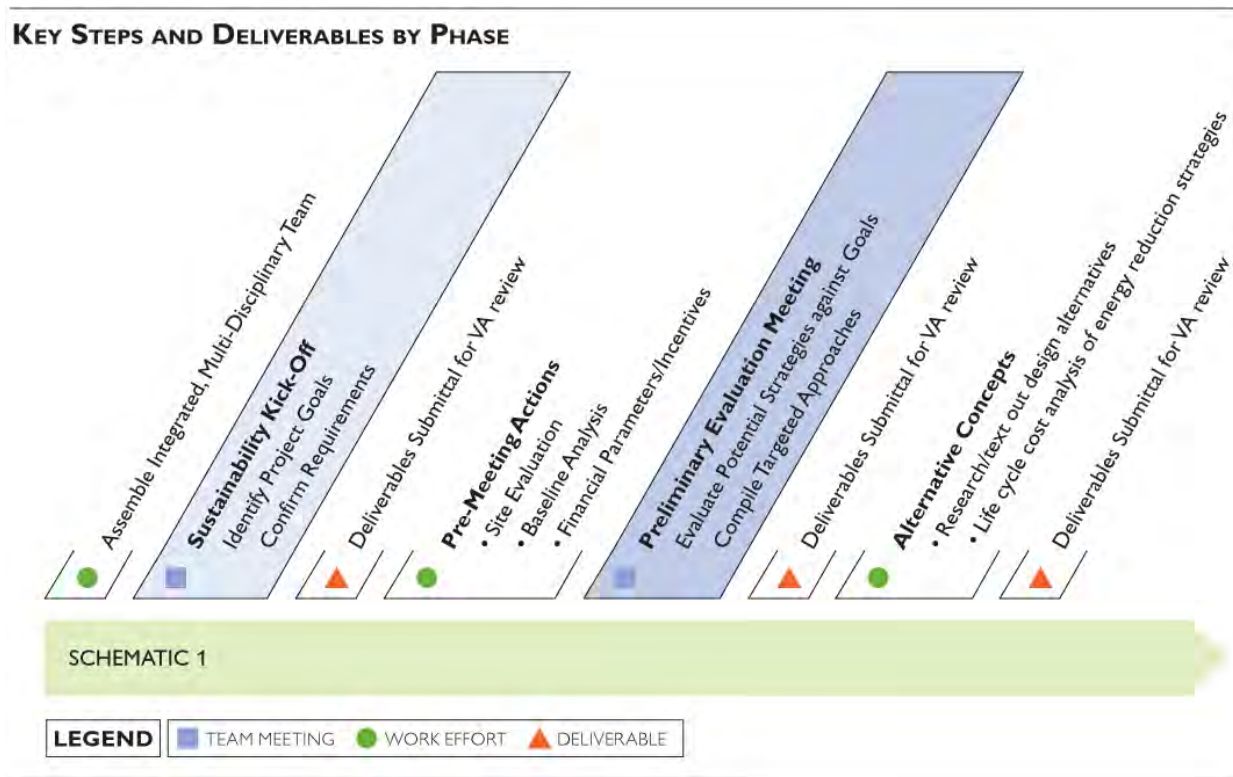 KEY STEPS AND DELIVERABLES BY PHASE
Assemble Integrated, Multi-Disciplinary Team
Sustainability Kick-Off
Identify Project Goals
Confirm Requirements
Deliverables Submittal for VA review
Pre-Meeting Actions
• Site Evaluation
• Baseline Analysis
• Financial Parameters/Incentives
Preliminary Evaluation Meeting
Evaluate Potential Strategies against Goals
Compile Targeted Approaches
Deliverables Submittal for VA review
Alternative Concepts
• Research/text out design alternatives
• Life cycle cost analysis of energy reduction strategies
Deliverables Submittal for VA review
SCHEMATIC 1
LEGEND
TEAM MEETING
WORK EFFORT
DELIVERABLE